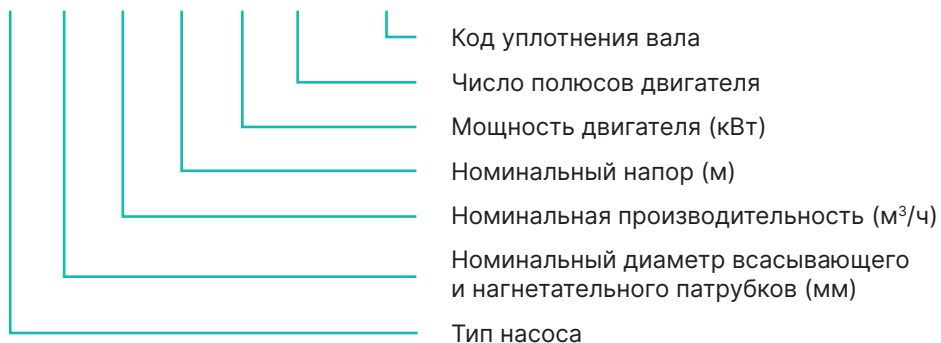 Код уплотнения вала
Число полюсов двигателя
Мощность двигателя (кВт)
Номинальный напор (м)
Номинальная производительность (м³/ч)
Номинальный диаметр всасывающего
и нагнетательного патрубков (мм)
Тип насоса